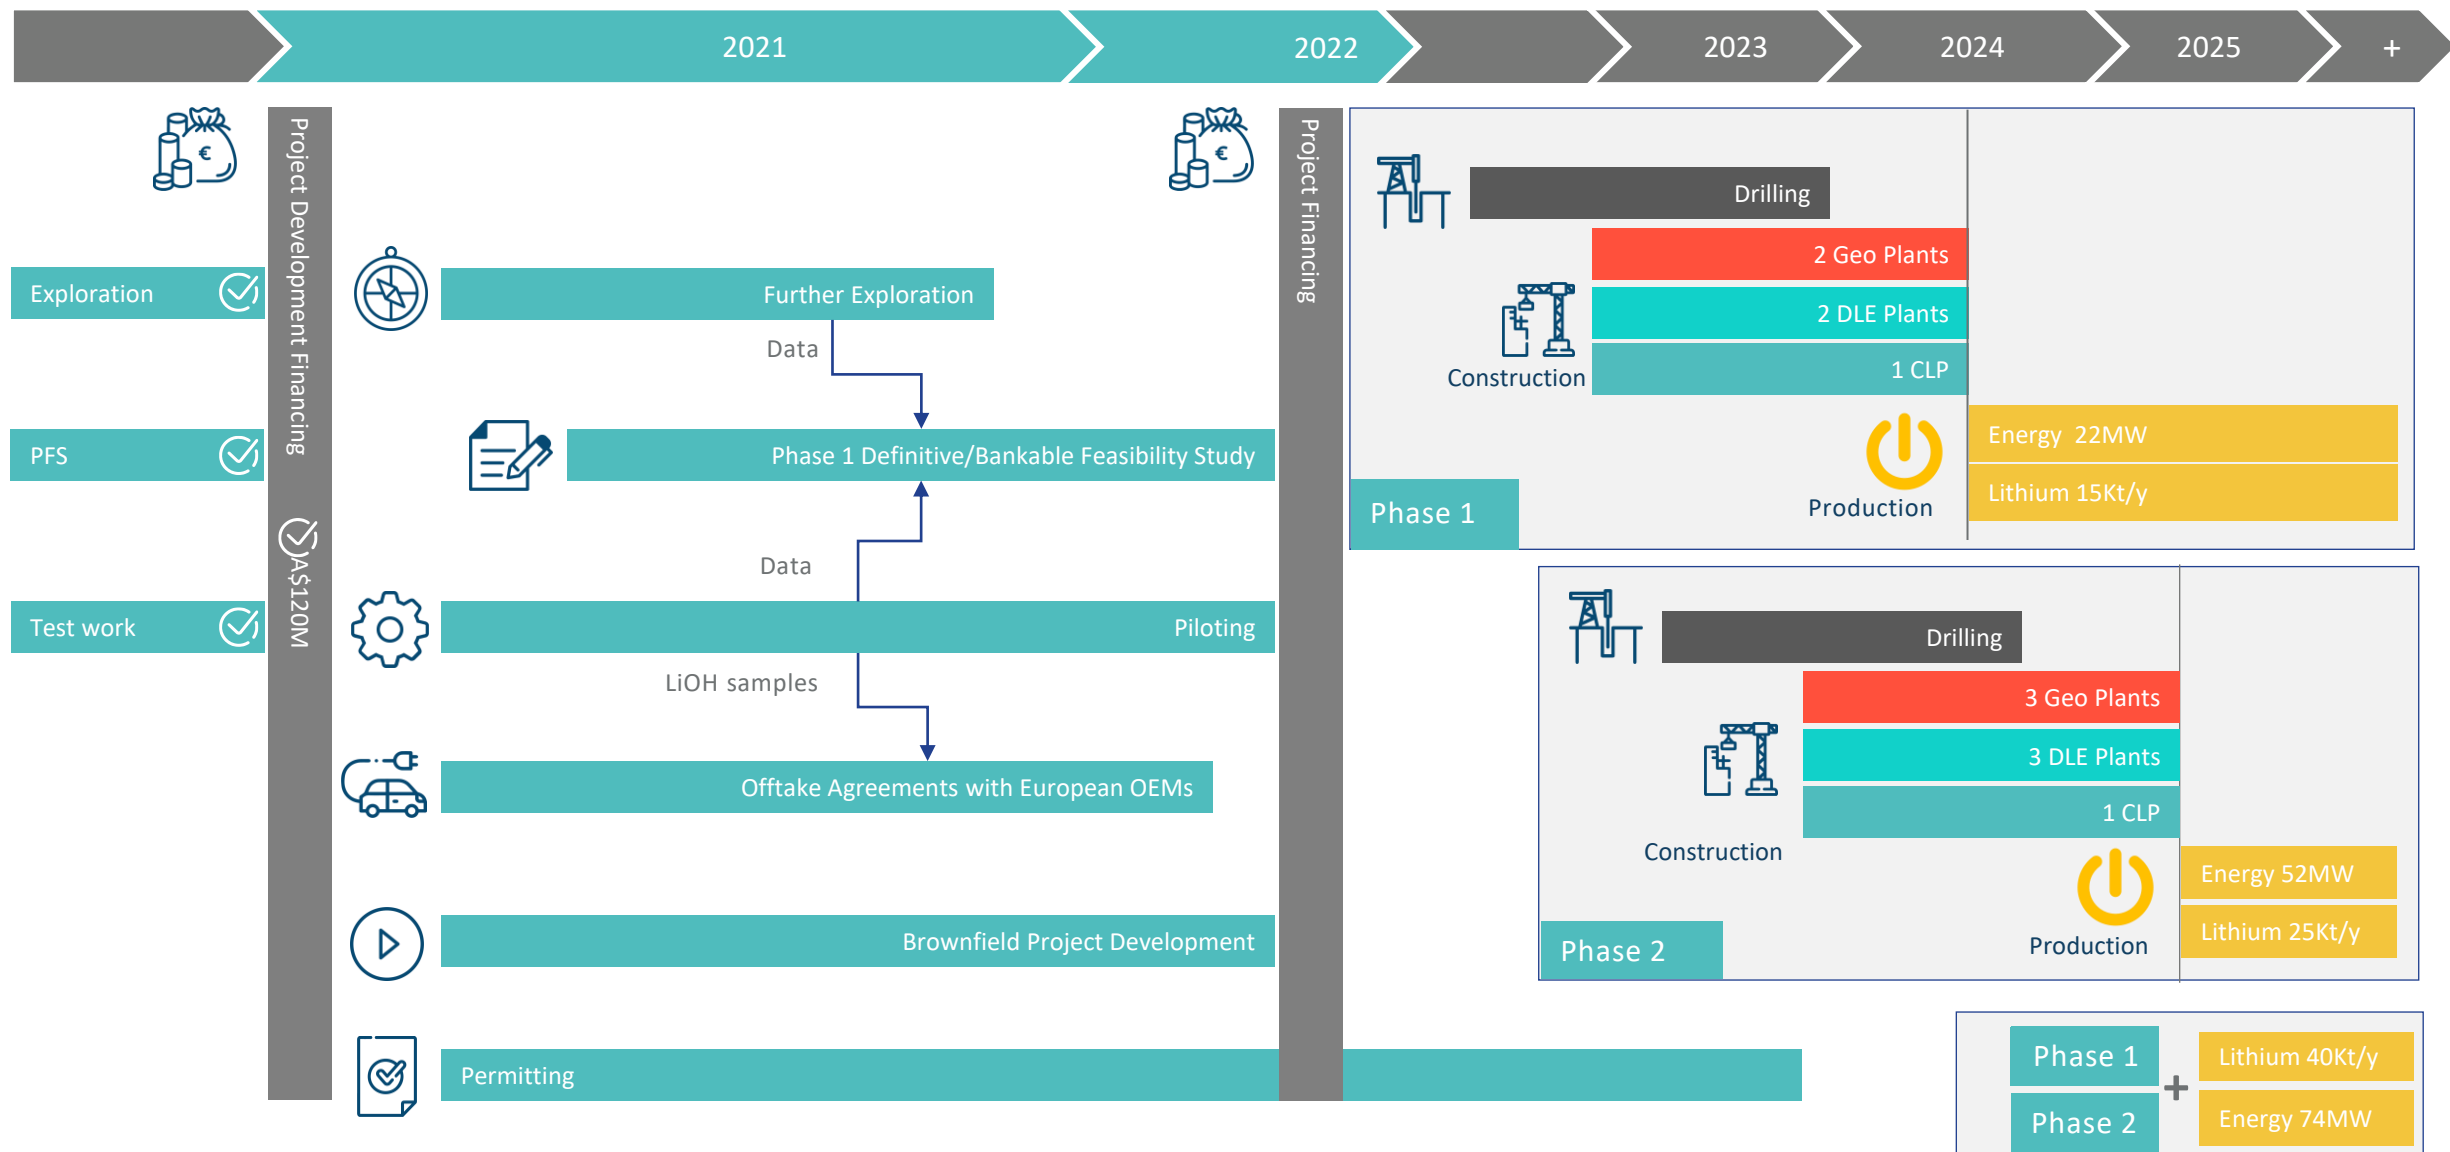 2021
2022
2023
2024
2025
+
€
Project Development Financing
A$120M
Exploration
PFS
Test work
Further Exploration
Data
Phase 1 Definitive/Bankable Feasibility Study
Data
Piloting
LiOH samples
Offtake Agreements with European OEMs
Brownfield Project Development
Permitting
€
Project Financing
Drilling
2 Geo Plants
2 DLE Plants
1 CLP
Construction
Energy 22MW
Lithium 15Kt/y
Production
Phase 1
Drilling
3 Geo Plants
3 DLE Plants
1 CLP
Construction
Energy 52MW
Lithium 25Kt/y
Production
Phase 2
Phase 1
Phase 2
+
Lithium 40Kt/y
Energy 74MW